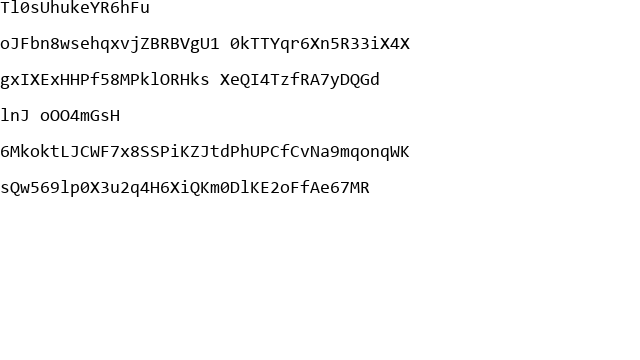 Tl0sUhukeYR6hFu
oJFbn8wsehqxvjZBRBVgU1 0kTTYqr6Xn5R33iX4X
gxIXExHHPf58MPklORHks XeQI4TzfRA7yDQGd
lnJ oOO4mGsH
6MkoktLJCWF7x8SSPiKZJtdPhUPCfCvNa9mqonqWK
sQw569lp0X3u2q4H6XiQKm0DlKE2oFfAe67MR